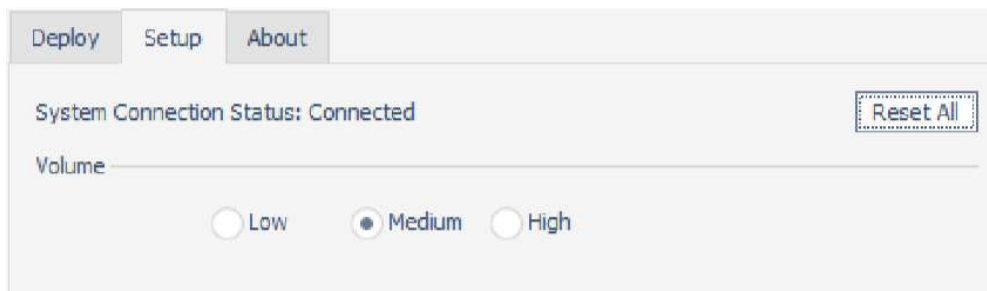 Deploy Setup About
System Connection Status: Connected Reset All
Volume
Low Medium High